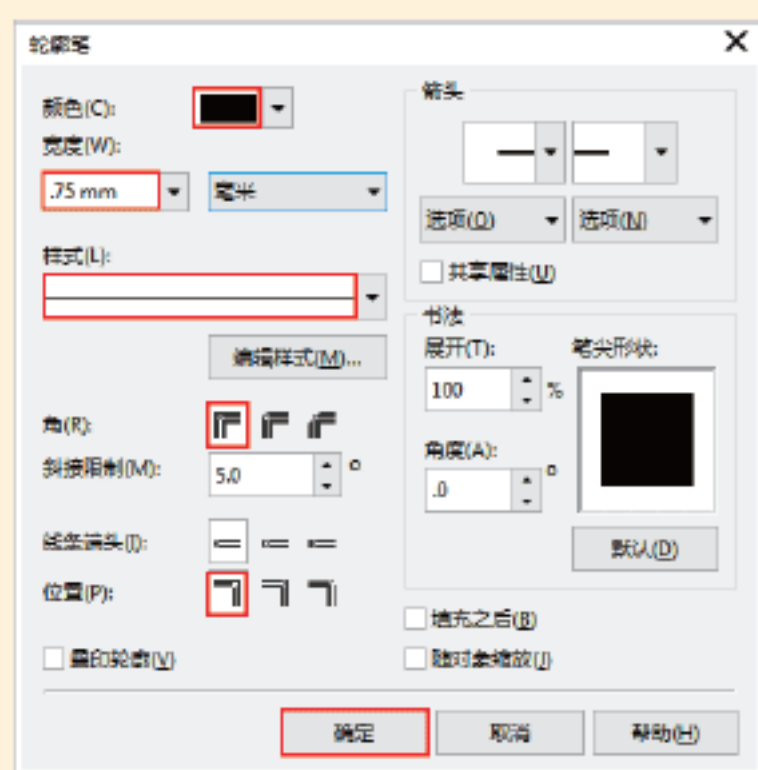 轮廓笔
颜色(C):
宽度(W):
.75 mm
毫米
样式(L):
编辑样式(M)...
角(R):
斜接限制(M):
5.0
°
线条端头(I):
位置(P):
叠印轮廓(V)
箭头
选项(O)
选项(N)
共享属性(U)
书法
展开(T):
笔尖形状:
100
%
角度(A):
.0
°
默认(D)
填充之后(B)
随对象缩放(J)
确定
取消
帮助(H)